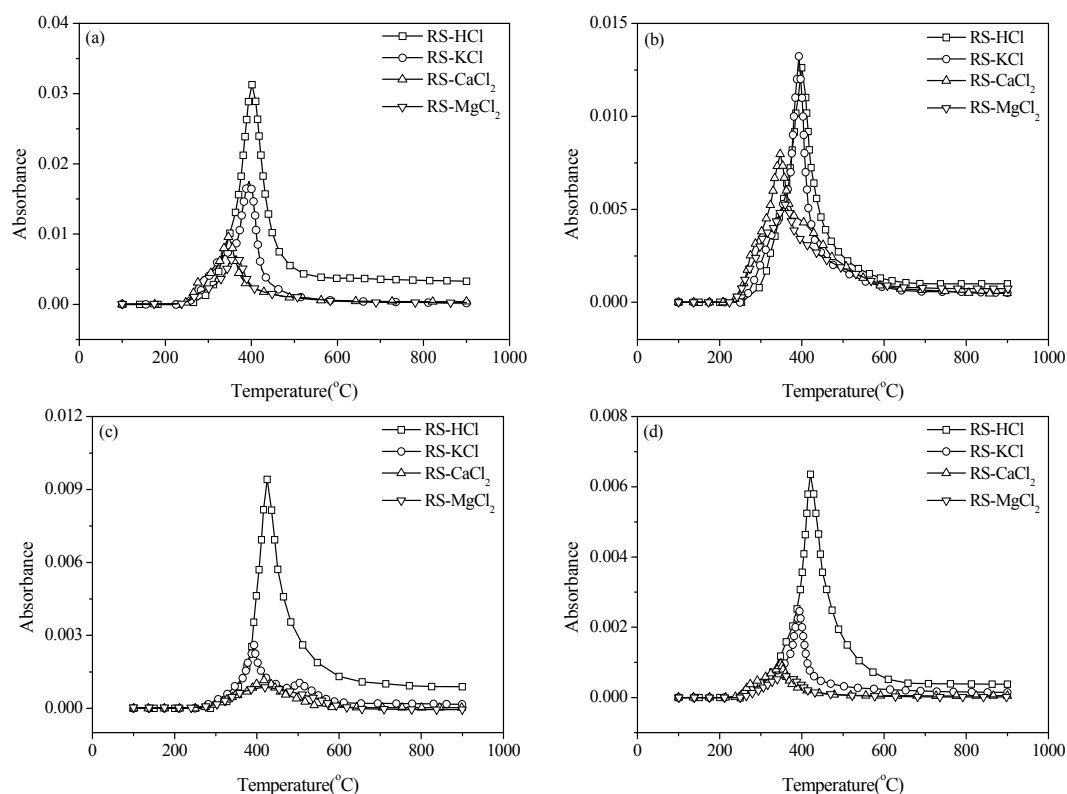 (a)
RS-HCl
RS-KCl
RS-CaCl2
RS-MgCl2
0.04
0.03
0.02
0.01
0.00
Absorbance
0 200 400 600 800 1000
Temperature(oC)
(b)
RS-HCl
RS-KCl
RS-CaCl2
RS-MgCl2
0.015
0.010
0.005
0.000
Absorbance
0 200 400 600 800 1000
Temperature(oC)
(c)
RS-HCl
RS-KCl
RS-CaCl2
RS-MgCl2
0.012
0.009
0.006
0.003
0.000
Absorbance
0 200 400 600 800 1000
Temperature(oC)
(d)
RS-HCl
RS-KCl
RS-CaCl2
RS-MgCl2
0.008
0.006
0.004
0.002
0.000
Absorbance
0 200 400 600 800 1000
Temperature(oC)